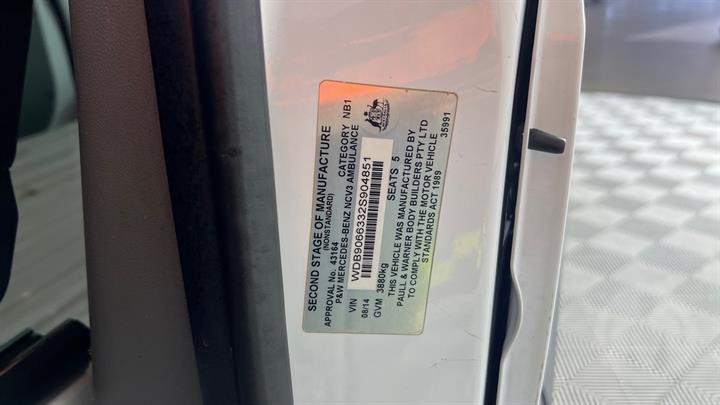 SECOND STAGE OF MANUFACTURE
(NONSTANDARD)
APPROVAL No. 43164 CATEGORY NB1
P&W MERCEDES-BENZ NCV3 AMBULANCE
VIN WDB9066332S904851
08/14 SEATS 5
GVM 3880kg
THIS VEHICLE WAS MANUFACTURED BY
PAULL & WARNER BODY BUILDERS PTY LTD
TO COMPLY WITH THE MOTOR VEHICLE
STANDARDS ACT 1989 35991